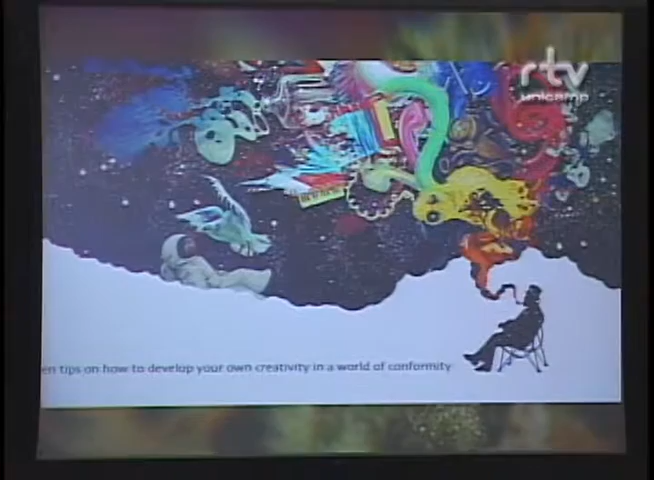 rtv
unicamp
en tips on how to develop your own creativity in a world of conformity